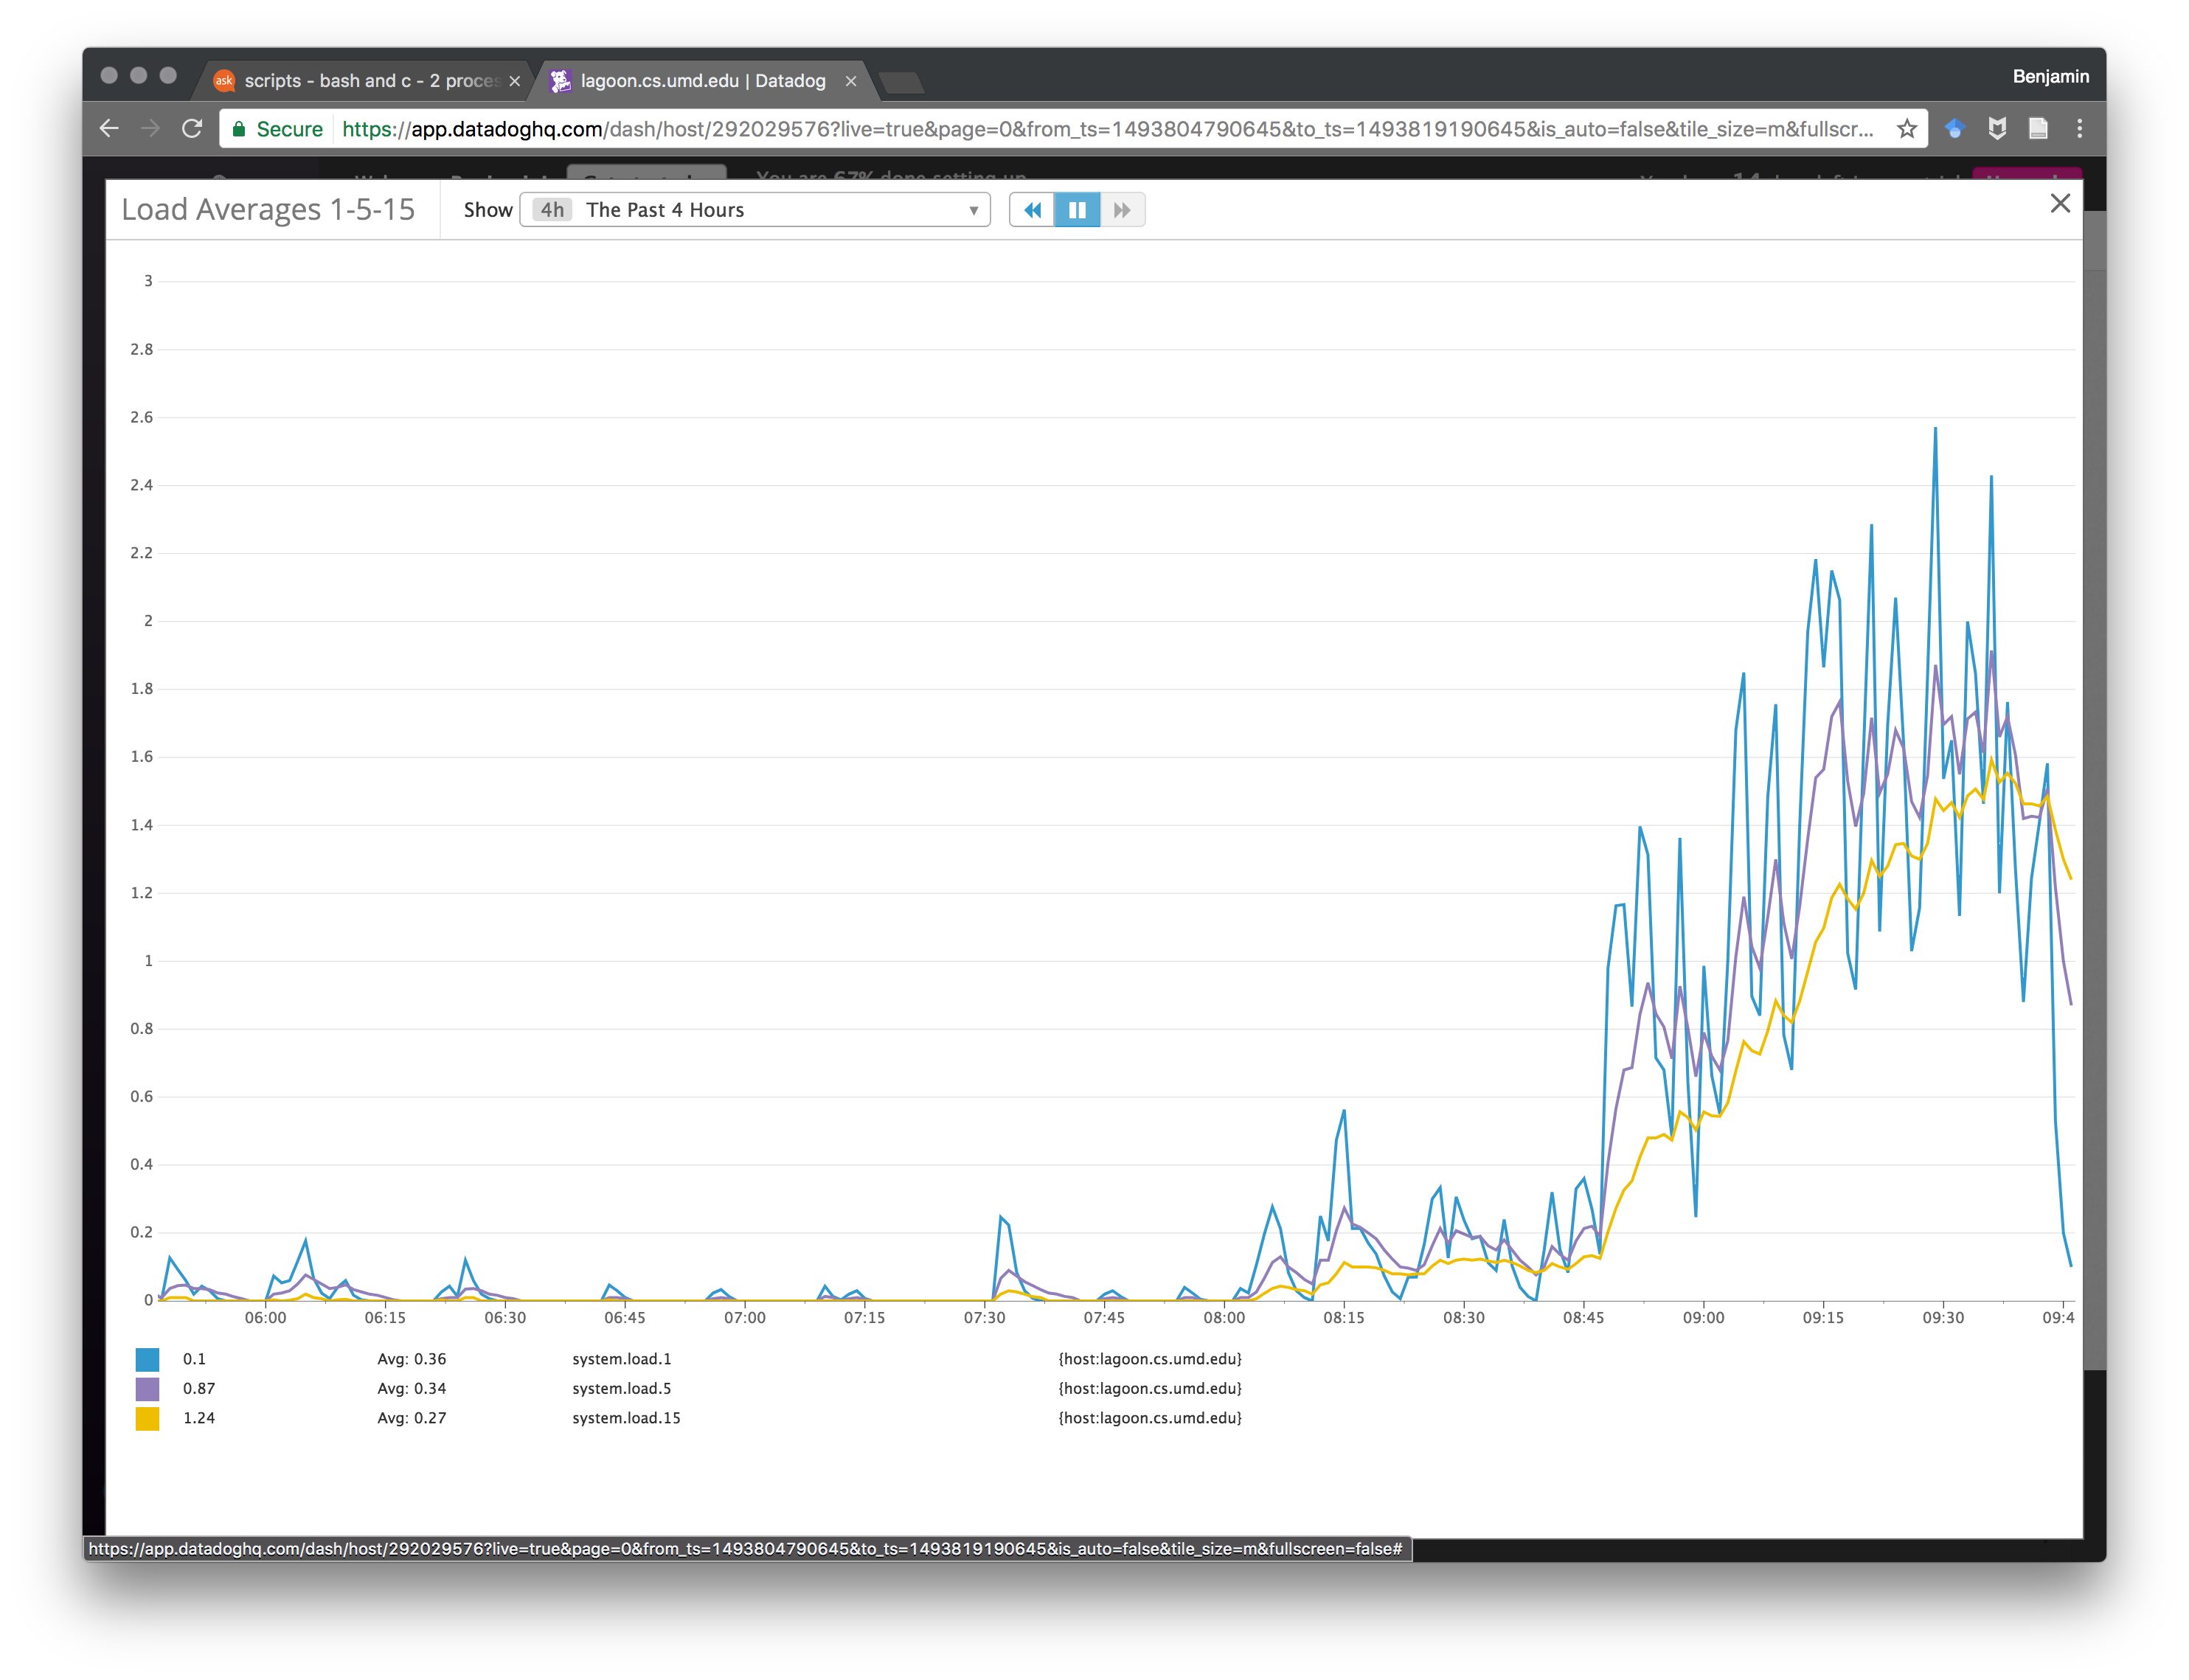 scripts - bash and c - 2 proces
lagoon.cs.umd.edu | Datadog
Benjamin
ask
Secure https://app.datadoghq.com/dash/host/292029576?live=true&page=0&from_ts=1493804790645&to_ts=1493819190645&is_auto=false&tile_size=m&fullscr...
Load Averages 1-5-15
Show 4h The Past 4 Hours
3
2.8
2.6
2.4
2.2
2
1.8
1.6
1.4
1.2
1
0.8
0.6
0.4
0.2
0
06:00 06:15 06:30 06:45 07:00 07:15 07:30 07:45 08:00 08:15 08:30 08:45 09:00 09:15 09:30 09:4
0.1 Avg: 0.36 system.load.1 {host:lagoon.cs.umd.edu}
0.87 Avg: 0.34 system.load.5 {host:lagoon.cs.umd.edu}
1.24 Avg: 0.27 system.load.15 {host:lagoon.cs.umd.edu}
https://app.datadoghq.com/dash/host/292029576?live=true&page=0&from_ts=1493804790645&to_ts=1493819190645&is_auto=false&tile_size=m&fullscreen=false#